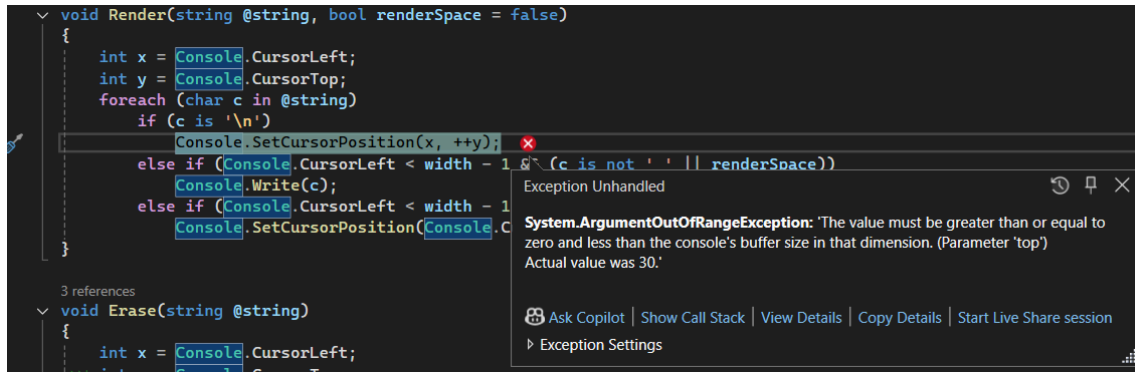 void Render(string @string, bool renderSpace = false)
{
int x = Console.CursorLeft;
int y = Console.CursorTop;
foreach (char c in @string)
if (c is '\n')
Console.SetCursorPosition(x, ++y);
else if (Console.CursorLeft < width - 1 && (c is not ' ' || renderSpace))
Console.Write(c);
else if (Console.CursorLeft < width - 1
Console.SetCursorPosition(Console.C
}
Exception Unhandled
System.ArgumentOutOfRangeException: 'The value must be greater than or equal to
zero and less than the console's buffer size in that dimension. (Parameter 'top')
Actual value was 30.'
Ask Copilot | Show Call Stack | View Details | Copy Details | Start Live Share session
Exception Settings
3 references
void Erase(string @string)
{
int x = Console.CursorLeft;